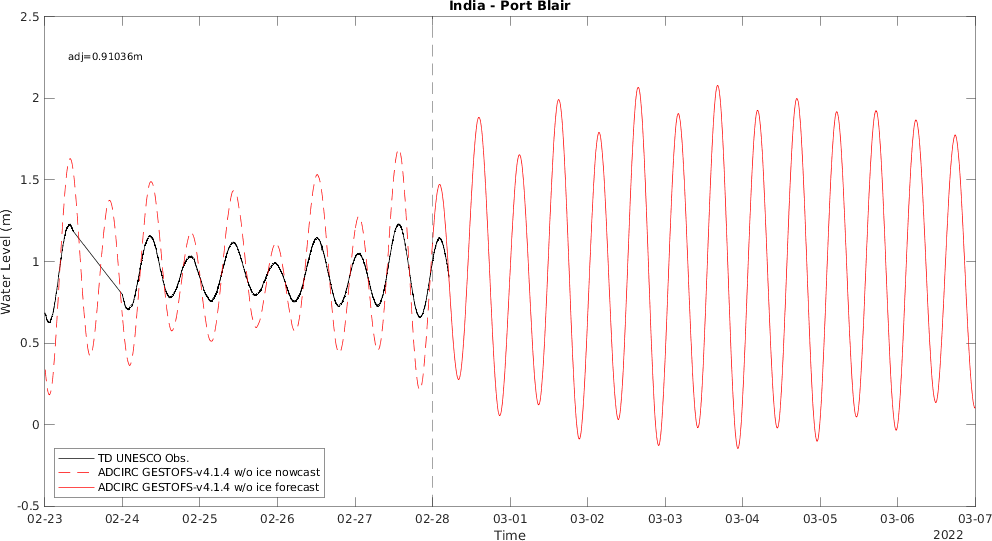 India - Port Blair
2.5
adj=0.91036m
2
1.5
Water Level (m)
1
0.5
0
-0.5
TD UNESCO Obs.
ADCIRC GESTOFS-v4.1.4 w/o ice nowcast
ADCIRC GESTOFS-v4.1.4 w/o ice forecast
02-23 02-24 02-25 02-26 02-27 02-28 03-01 03-02 03-03 03-04 03-05 03-06 03-07
Time
2022